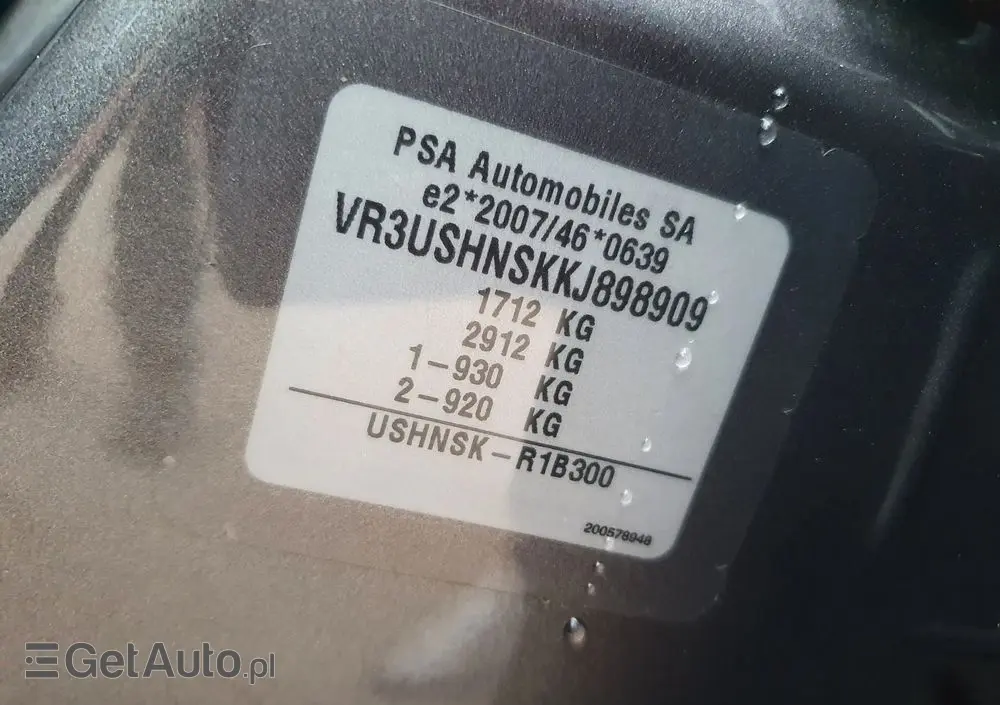 PSA Automobiles SA
e2*2007/46*0639
VR3USHNSKKJ898909
1712 KG
2912 KG
1-930 KG
2-920 KG
USHNSK-R1B300
200578948
GetAuto.pl